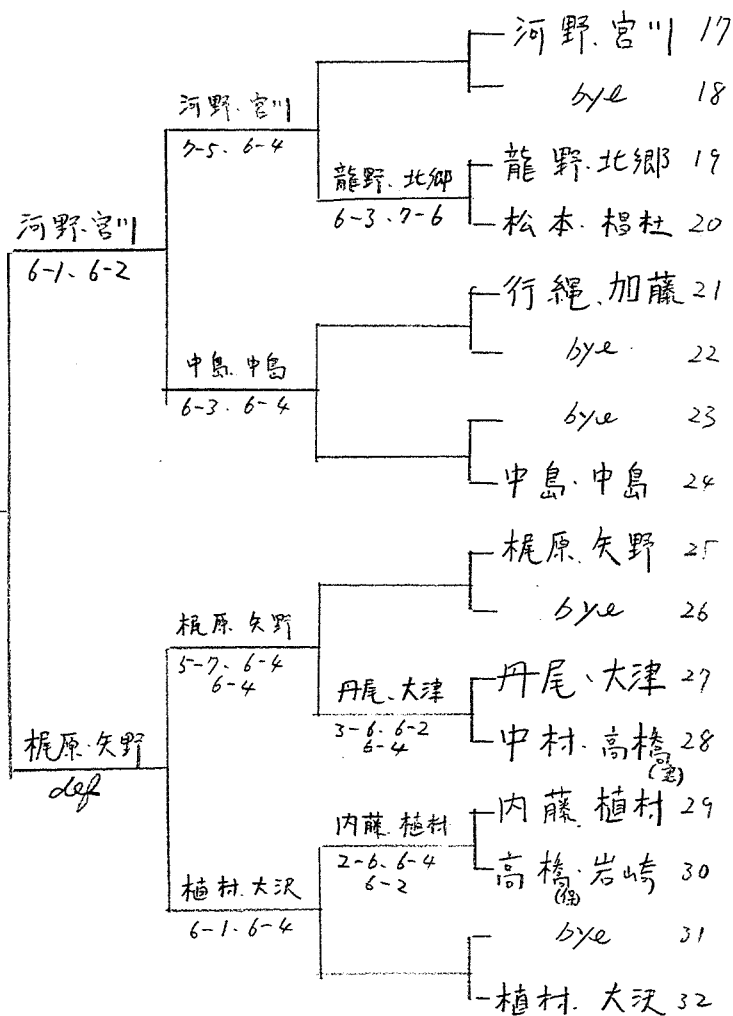 河野・宮川 17
bye 18
河野・宮川
7-5、6-4
龍野・北郷 19
龍野・北郷
6-3、7-6
松本・椙杜 20
河野・宮川
6-1、6-2
行縄、加藤 21
bye 22
中島・中島
6-3・6-4
bye 23
中島・中島 24
梶原・矢野 25
bye 26
梶原・矢野
5-7、6-4
6-4
丹尾、大津 27
丹尾、大津
3-6、6-2
6-4
中村・高橋 28
梶原・矢野
def
内藤・植村 29
内藤・植村
2-6、6-4
6-2
高橋・岩崎 30
(保)
植村・大沢
6-1・6-4
bye 31
植村・大沢 32